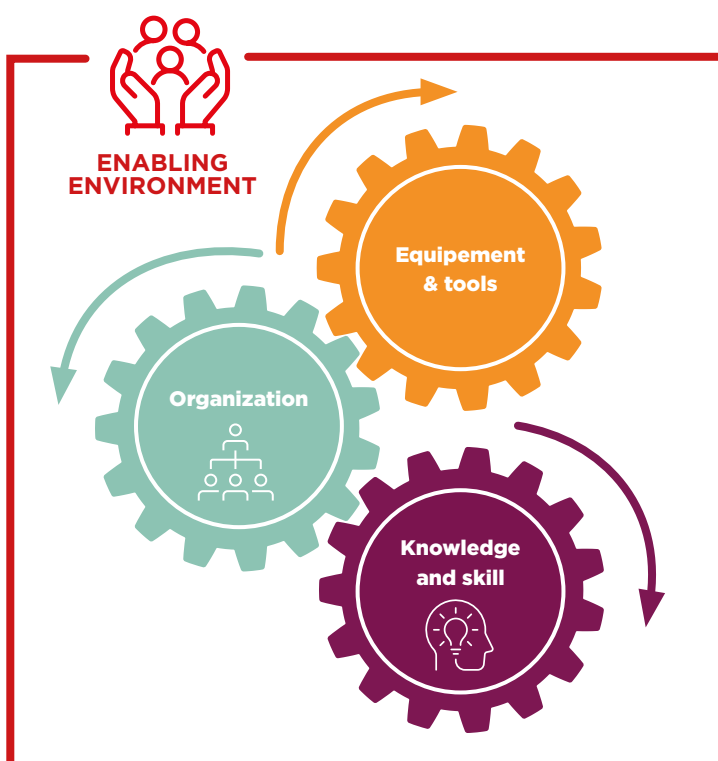 ENABLING
ENVIRONMENT
Equipement
& tools
Organization
Knowledge
and skill